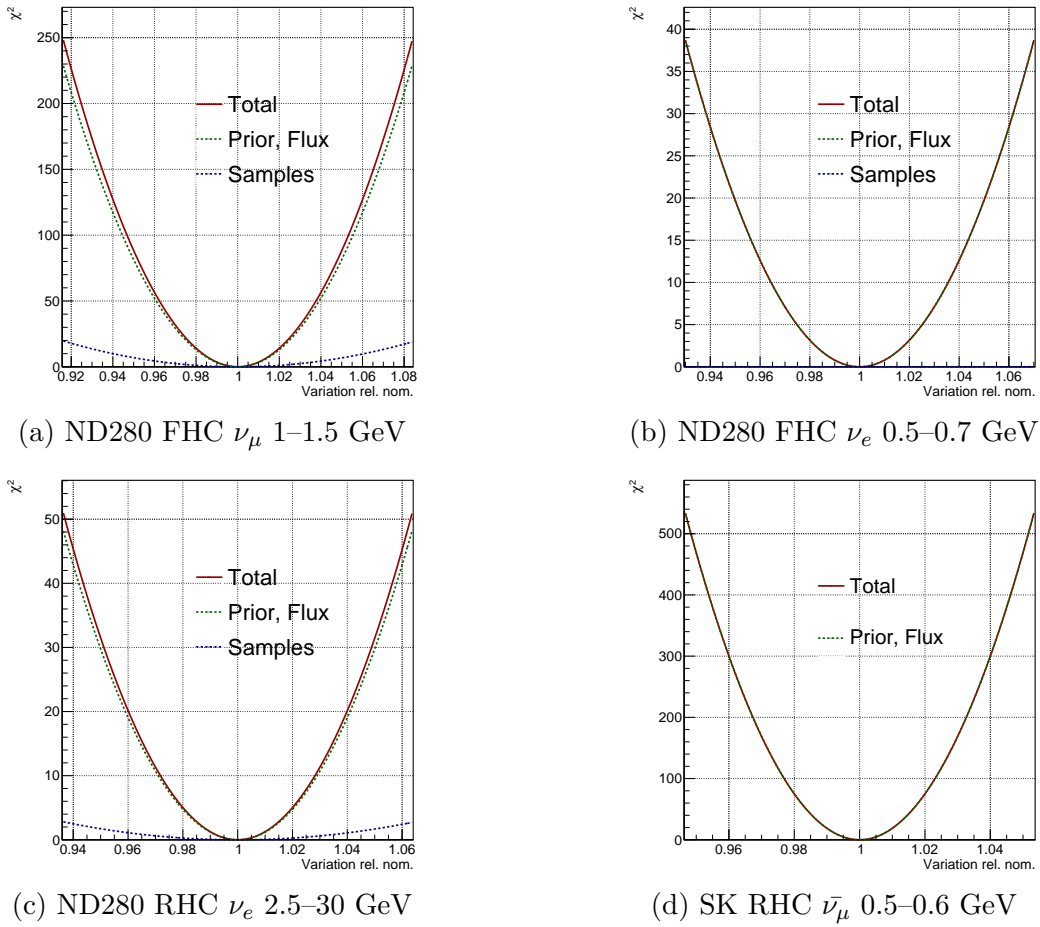 χ²
250
200
150
100
50
0
Total
Prior, Flux
Samples
0.92 0.94 0.96 0.98 1 1.02 1.04 1.06 1.08
Variation rel. nom.
(a) ND280 FHC νμ 1–1.5 GeV
χ²
40
35
30
25
20
15
10
5
0
Total
Prior, Flux
Samples
0.94 0.96 0.98 1 1.02 1.04 1.06
Variation rel. nom.
(b) ND280 FHC νe 0.5–0.7 GeV
χ²
50
40
30
20
10
0
Total
Prior, Flux
Samples
0.94 0.96 0.98 1 1.02 1.04 1.06
Variation rel. nom.
(c) ND280 RHC νe 2.5–30 GeV
χ²
500
400
300
200
100
0
Total
Prior, Flux
0.96 0.98 1 1.02 1.04
Variation rel. nom.
(d) SK RHC ν̄μ 0.5–0.6 GeV